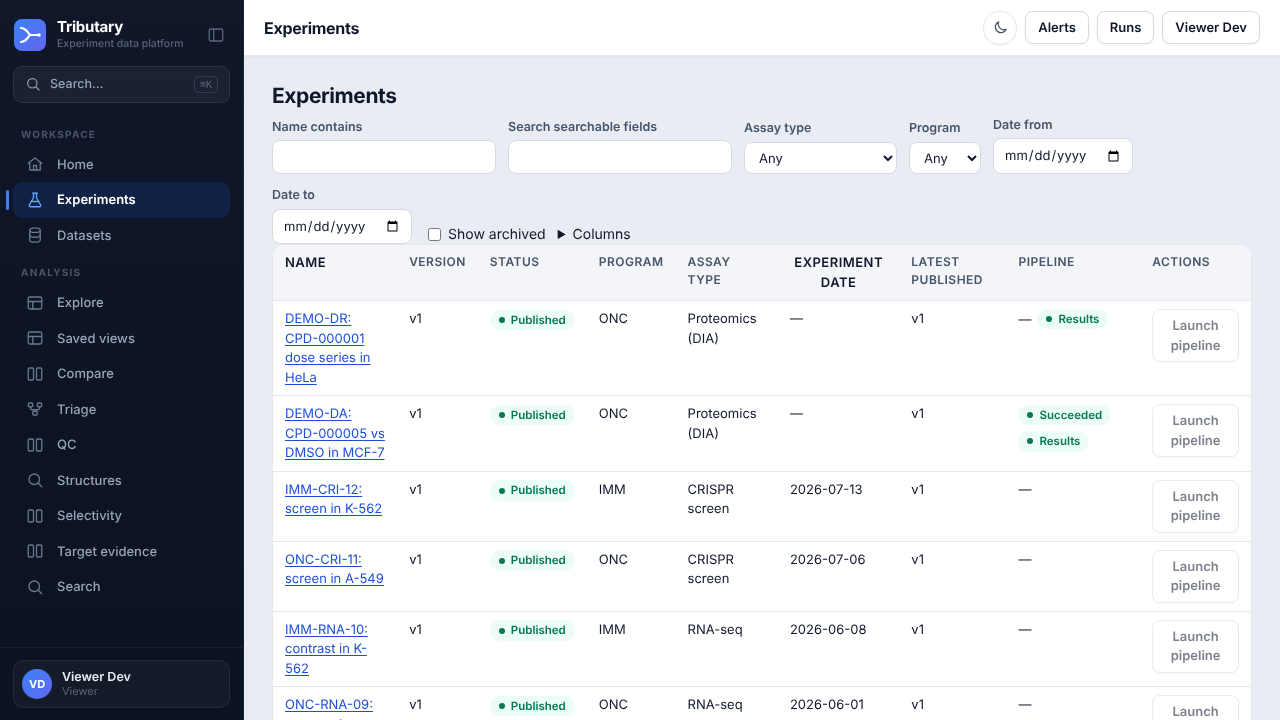 Tributary
Experiment data platform
Search...
⌘K
WORKSPACE
Home
Experiments
Datasets
ANALYSIS
Explore
Saved views
Compare
Triage
QC
Structures
Selectivity
Target evidence
Search
VD
Viewer Dev
Viewer
Experiments
Alerts
Runs
Viewer Dev
Experiments
Name contains
Search searchable fields
Assay type
Program
Date from
Any
Any
mm/dd/yyyy
Date to
mm/dd/yyyy
Show archived
Columns
NAME VERSION STATUS PROGRAM ASSAY TYPE EXPERIMENT DATE LATEST PUBLISHED PIPELINE ACTIONS
DEMO-DR: CPD-000001 dose series in HeLa v1 Published ONC Proteomics (DIA) — v1 — Results Launch pipeline
DEMO-DA: CPD-000005 vs DMSO in MCF-7 v1 Published ONC Proteomics (DIA) — v1 Succeeded Results Launch pipeline
IMM-CRI-12: screen in K-562 v1 Published IMM CRISPR screen 2026-07-13 v1 — Launch pipeline
ONC-CRI-11: screen in A-549 v1 Published ONC CRISPR screen 2026-07-06 v1 — Launch pipeline
IMM-RNA-10: contrast in K-562 v1 Published IMM RNA-seq 2026-06-08 v1 — Launch pipeline
ONC-RNA-09: v1 Published ONC RNA-seq 2026-06-01 v1 — Launch